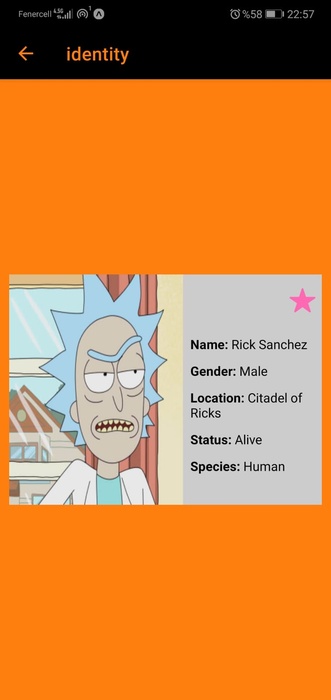 Fenercell 4.5G 1 %58 22:57
identity
Name: Rick Sanchez
Gender: Male
Location: Citadel of
Ricks
Status: Alive
Species: Human